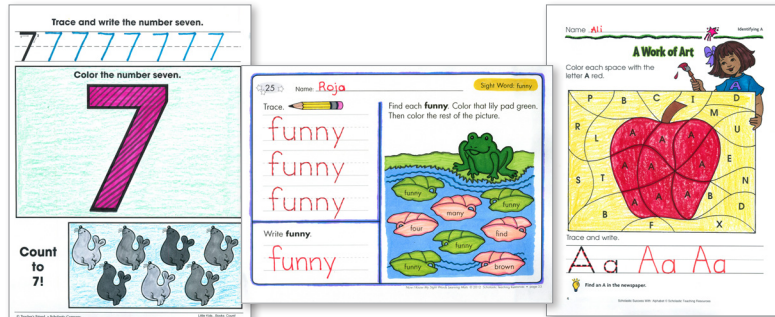 Trace and write the number seven.
7 7 7 7 7 7 7 7
Color the number seven.
7
Count
to
7!
25 Name Roja
Sight Word: funny
Trace.
funny
funny
funny
Write funny.
funny
Find each funny. Color that lily pad green.
Then color the rest of the picture.
funny
funny
many
four
find
funny
funny
brown
Name Ali
Identifying A
A Work of Art
Color each space with the
letter A red.
A
P B C I D
M
R L U
A A A
S T A A A E
N
B B D
F X
Trace and write.
A a Aa Aa
Find an A in the newspaper.